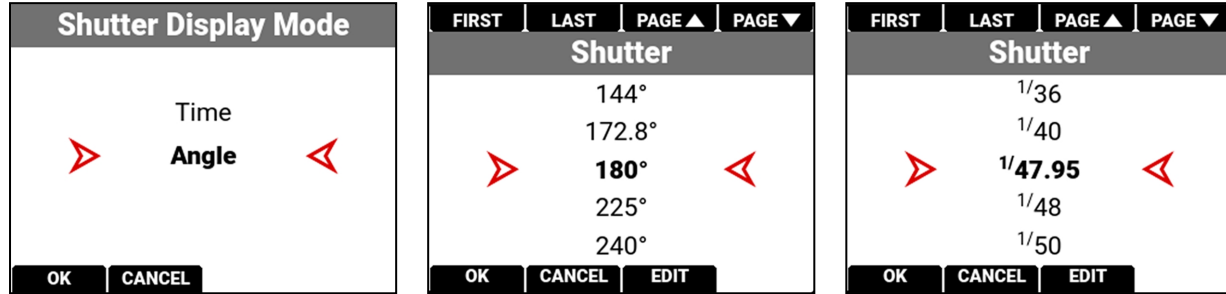 Shutter Display Mode
Time
Angle
OK CANCEL
FIRST LAST PAGE▲ PAGE▼
Shutter
144°
172.8°
180°
225°
240°
OK CANCEL EDIT
FIRST LAST PAGE▲ PAGE▼
Shutter
1/36
1/40
1/47.95
1/48
1/50
OK CANCEL EDIT